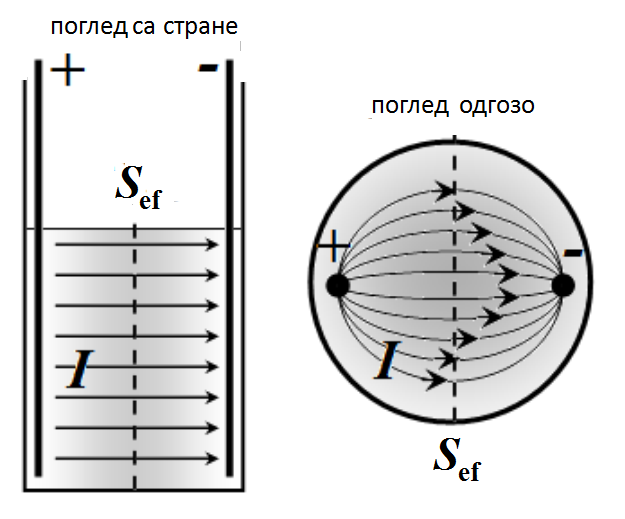 поглед са стране
+ -
S_ef
I
поглед одгозо
+ -
I
S_ef